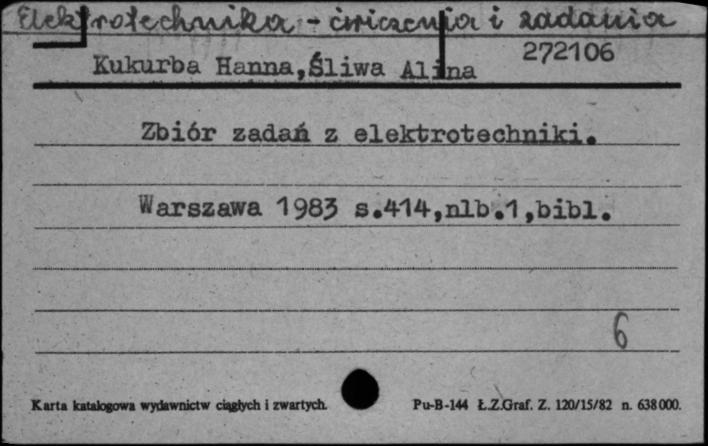 Elektrotechnika - ćwiczenia i zadania
272106
Kukurba Hanna,Śliwa Alina
Zbiór zadań z elektrotechniki.
Warszawa 1983 s.414,nlb.1,bibl.
6
Karta katalogowa wydawnictw ciągłych i zwartych.
Pu-B-144 Ł.Z.Graf. Z. 120/15/82 n. 638000.